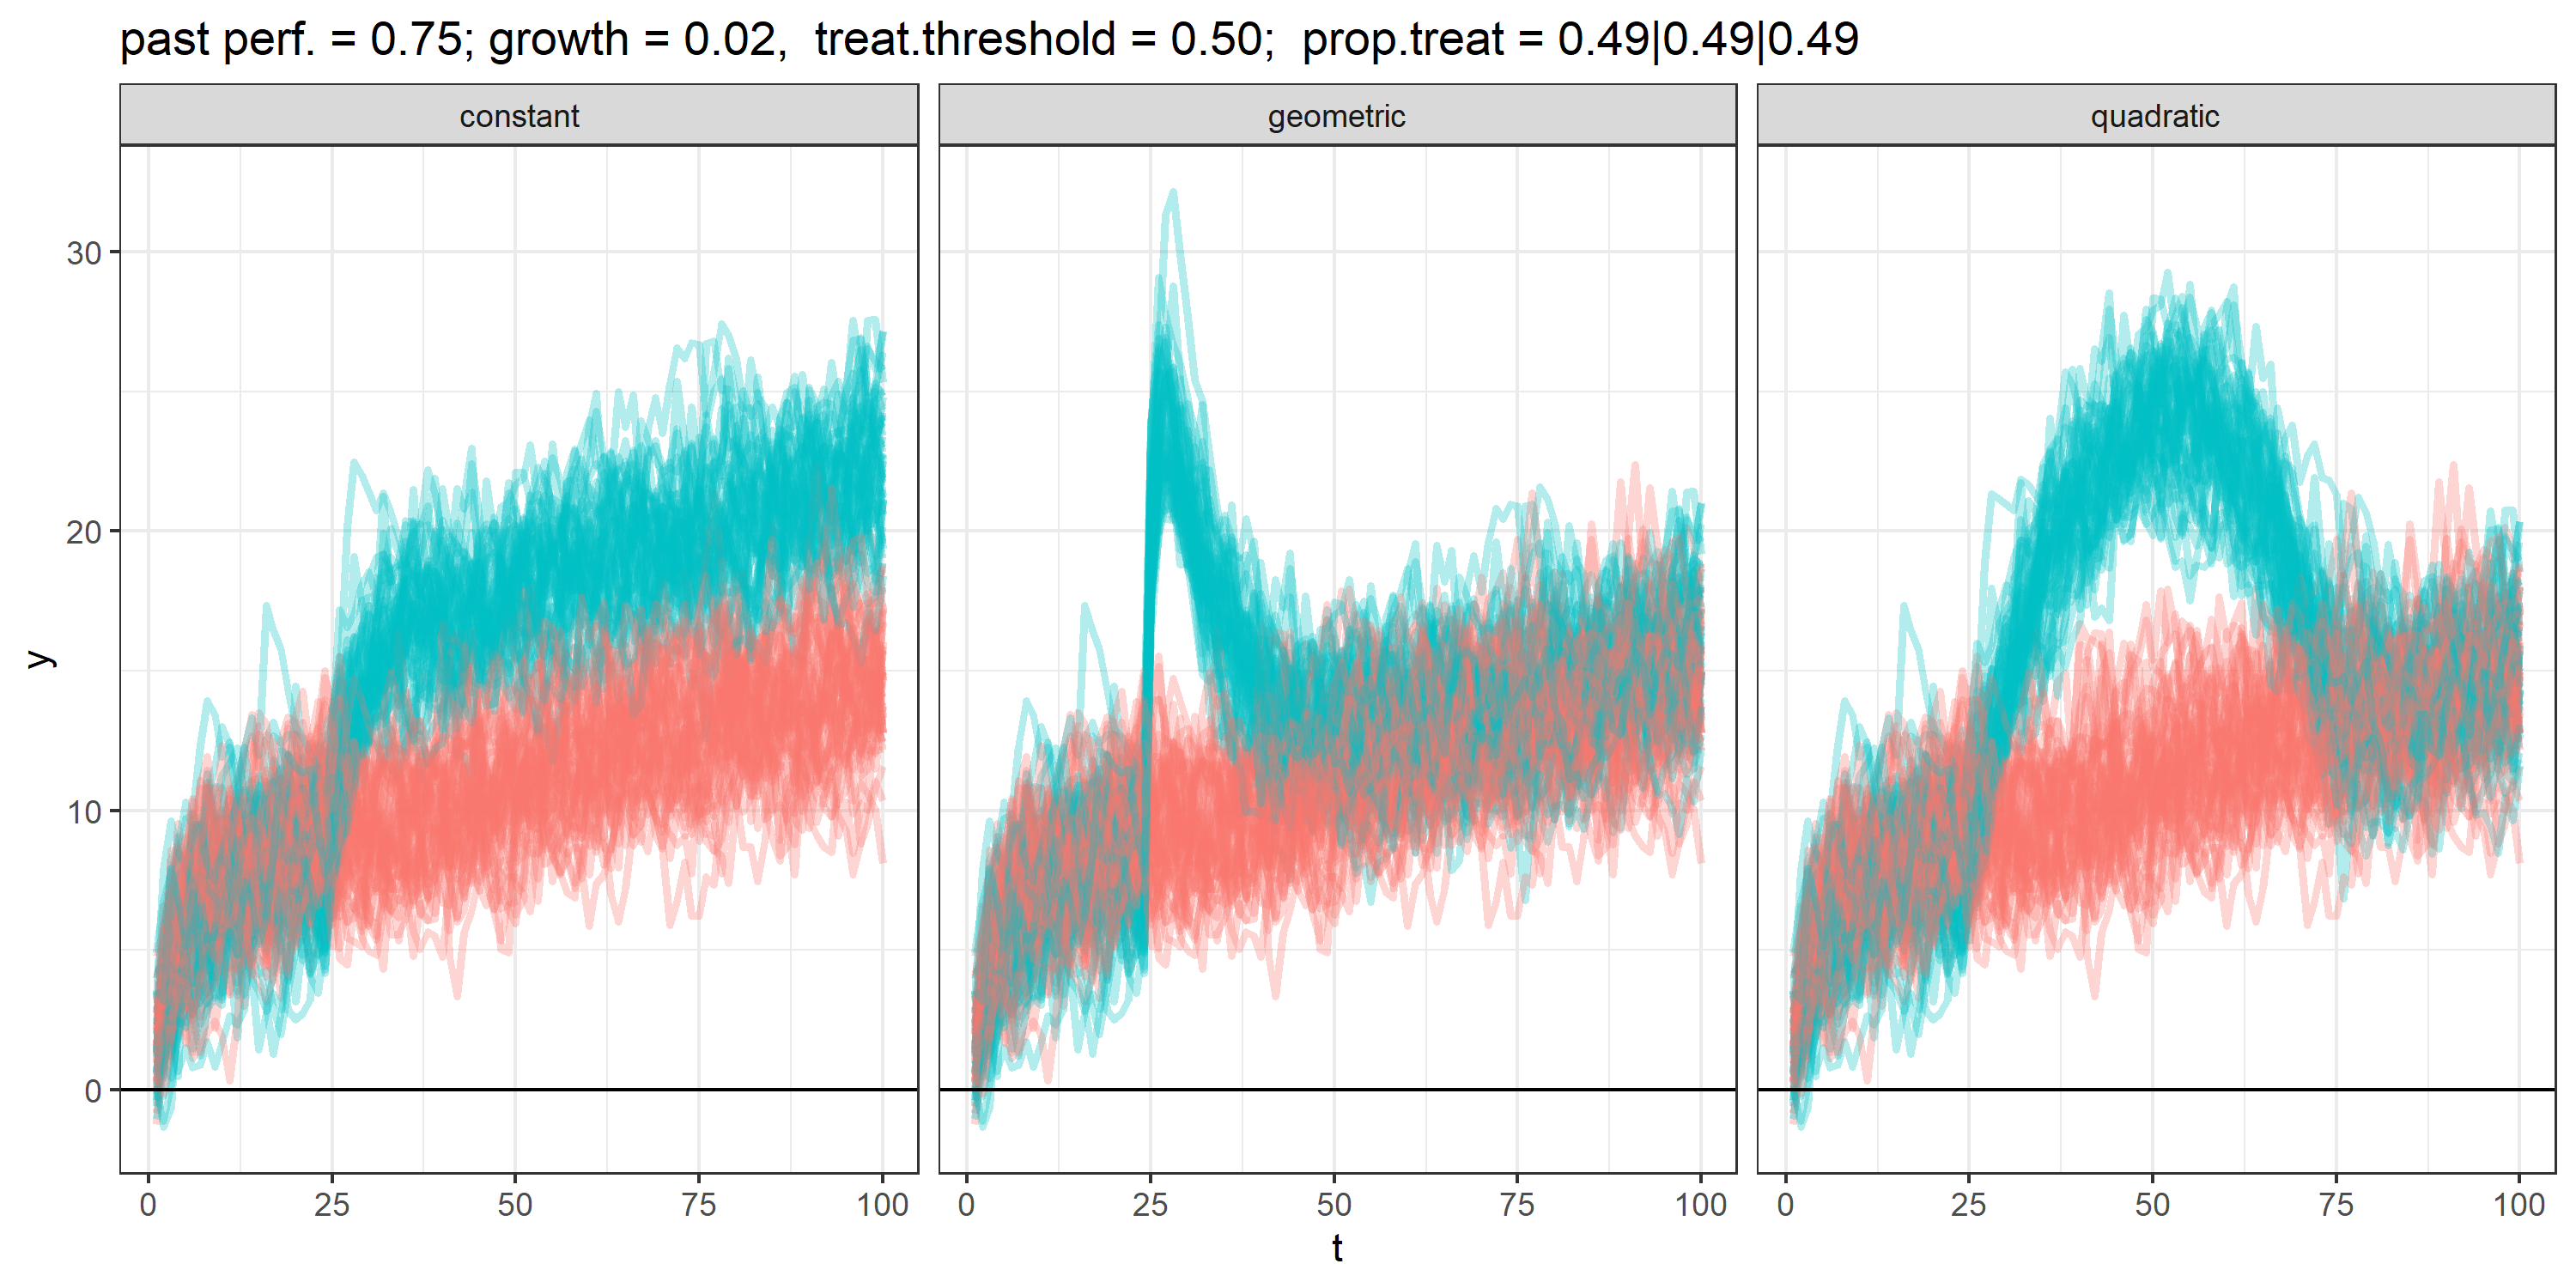 past perf. = 0.75; growth = 0.02,  treat.threshold = 0.50;  prop.treat = 0.49|0.49|0.49
constant geometric quadratic
30
20
10
0
y
0 25 50 75 100 0 25 50 75 100 0 25 50 75 100
t